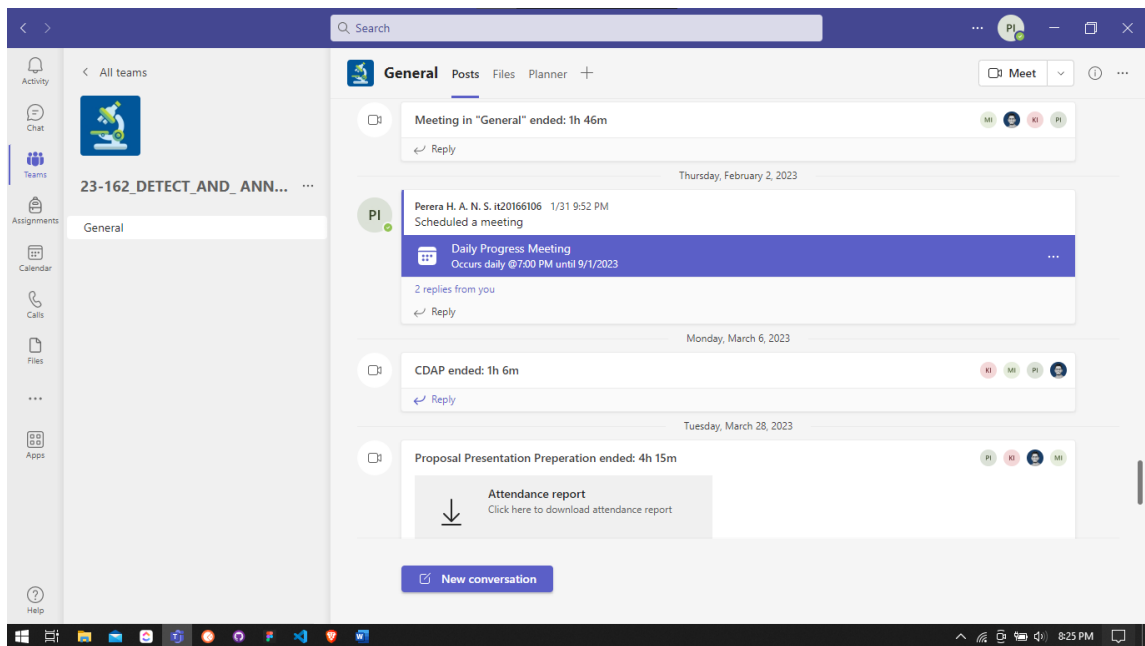 Search
PI
Activity
Chat
Teams
Assignments
Calendar
Calls
Files
Apps
Help
All teams
23-162_DETECT_AND_ ANN...
General
General Posts Files Planner
Meet
Meeting in "General" ended: 1h 46m
MI KI PI
Reply
Thursday, February 2, 2023
PI
Perera H. A. N. S. it20166106 1/31 9:52 PM
Scheduled a meeting
Daily Progress Meeting
Occurs daily @7:00 PM until 9/1/2023
2 replies from you
Reply
Monday, March 6, 2023
CDAP ended: 1h 6m
KI MI PI
Reply
Tuesday, March 28, 2023
Proposal Presentation Preperation ended: 4h 15m
PI KI MI
Attendance report
Click here to download attendance report
New conversation
8:25 PM